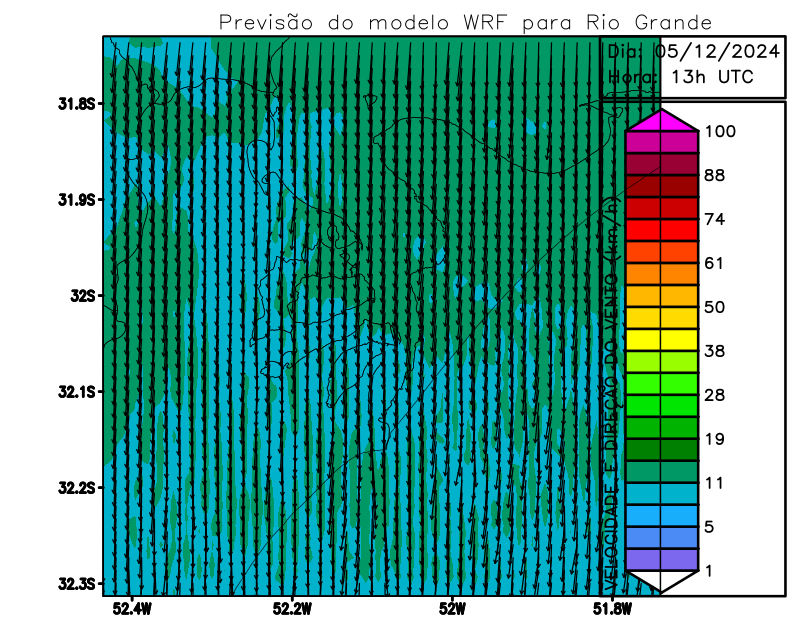 Previsão do modelo WRF para Rio Grande
Dia: 05/12/2024
Hora: 13h UTC
31.8S
31.9S
32S
32.1S
32.2S
32.3S
52.4W
52.2W
52W
51.8W
VELOCIDADE E DIREÇÃO DO VENTO (km/h)
100
88
74
61
50
38
28
19
11
5
1